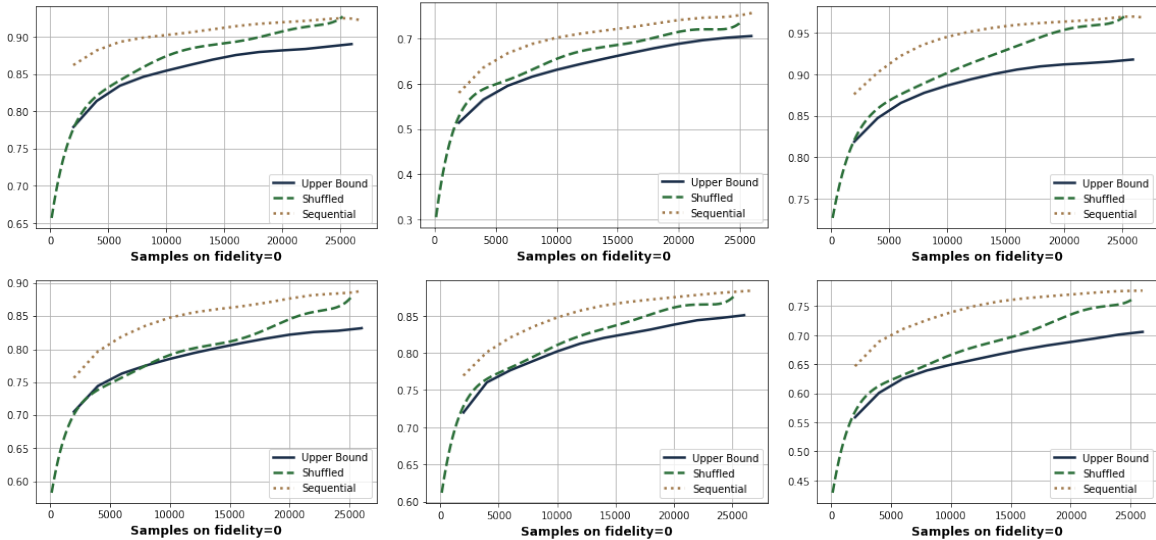 0.90
0.85
0.80
0.75
0.70
0.65
0 5000 10000 15000 20000 25000
Upper Bound
Shuffled
Sequential
Samples on fidelity=0
0.7
0.6
0.5
0.4
0.3
0 5000 10000 15000 20000 25000
Upper Bound
Shuffled
Sequential
Samples on fidelity=0
0.95
0.90
0.85
0.80
0.75
0 5000 10000 15000 20000 25000
Upper Bound
Shuffled
Sequential
Samples on fidelity=0
0.90
0.85
0.80
0.75
0.70
0.65
0.60
0 5000 10000 15000 20000 25000
Upper Bound
Shuffled
Sequential
Samples on fidelity=0
0.85
0.80
0.75
0.70
0.65
0.60
0 5000 10000 15000 20000 25000
Upper Bound
Shuffled
Sequential
Samples on fidelity=0
0.75
0.70
0.65
0.60
0.55
0.50
0.45
0 5000 10000 15000 20000 25000
Upper Bound
Shuffled
Sequential
Samples on fidelity=0